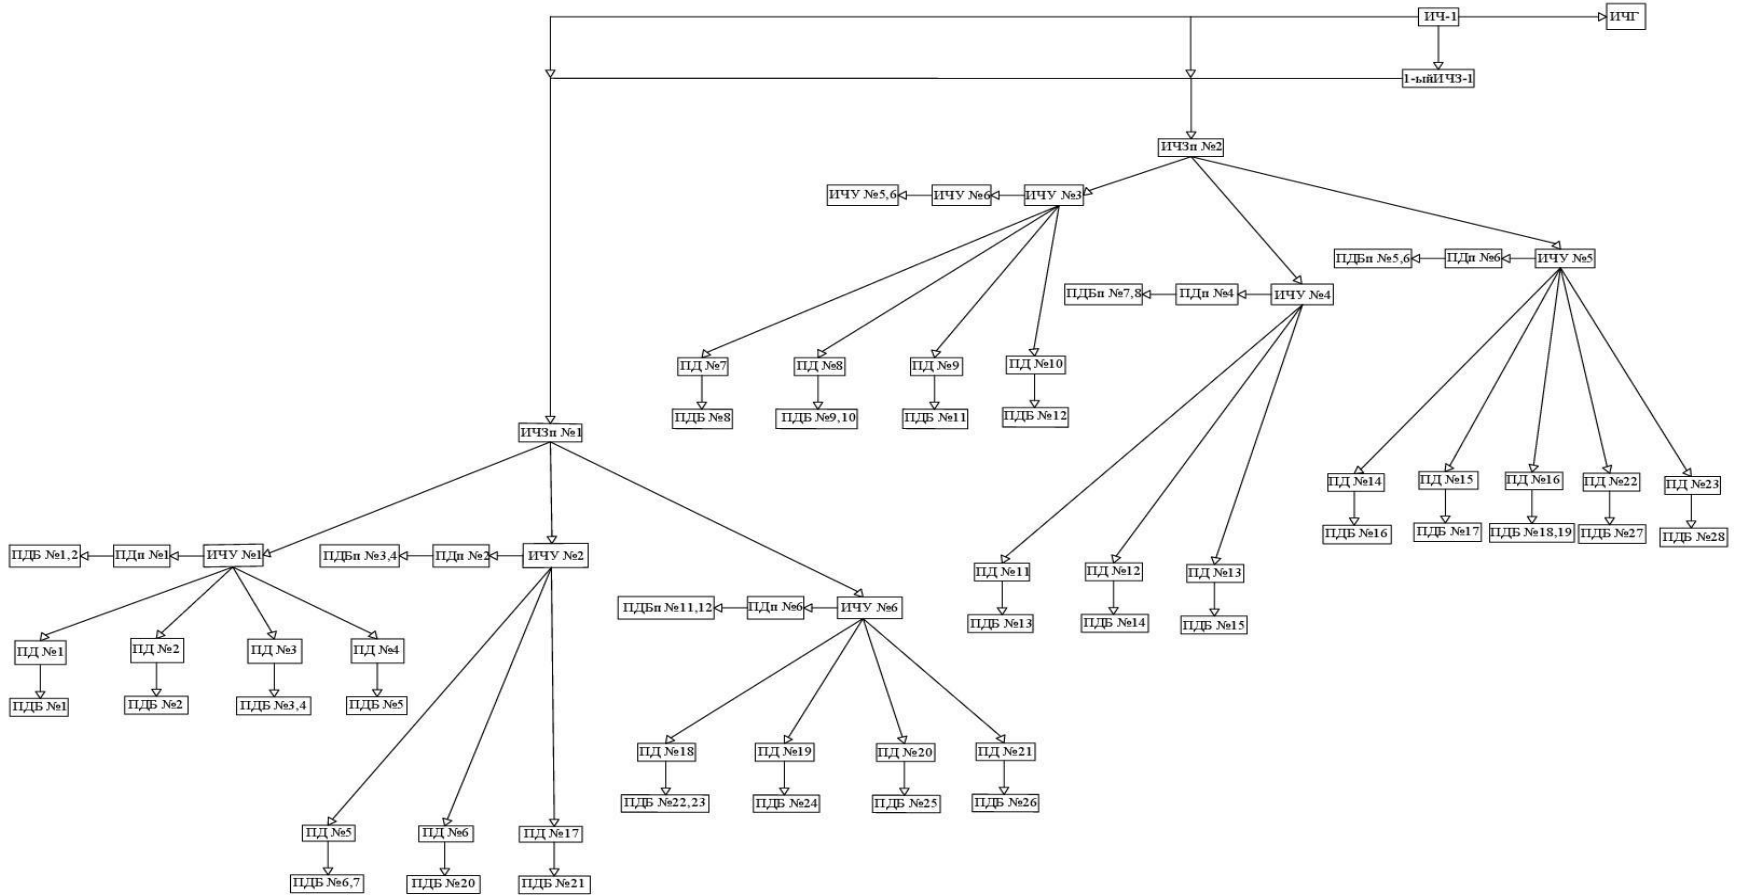 ИЧ-1
ИЧГ
1-ыйИЧЗ-1
ИЧЗп №2
ИЧУ №5,6
ИЧУ №6
ИЧУ №3
ПДБп №5,6
ПДп №6
ИЧУ №5
ПДБп №7,8
ПДп №4
ИЧУ №4
ПД №7
ПД №8
ПД №9
ПД №10
ПДБ №8
ПДБ №9,10
ПДБ №11
ПДБ №12
ИЧЗп №1
ПД №14
ПД №15
ПД №16
ПД №22
ПД №23
ПДБ №16
ПДБ №17
ПДБ №18,19
ПДБ №27
ПДБ №28
ПДБ №1,2
ПДп №1
ИЧУ №1
ПДБп №3,4
ПДп №2
ИЧУ №2
ПД №11
ПД №12
ПД №13
ПДБп №11,12
ПДп №6
ИЧУ №6
ПДБ №13
ПДБ №14
ПДБ №15
ПД №1
ПД №2
ПД №3
ПД №4
ПДБ №1
ПДБ №2
ПДБ №3,4
ПДБ №5
ПД №18
ПД №19
ПД №20
ПД №21
ПДБ №22,23
ПДБ №24
ПДБ №25
ПДБ №26
ПД №5
ПД №6
ПД №17
ПДБ №6,7
ПДБ №20
ПДБ №21